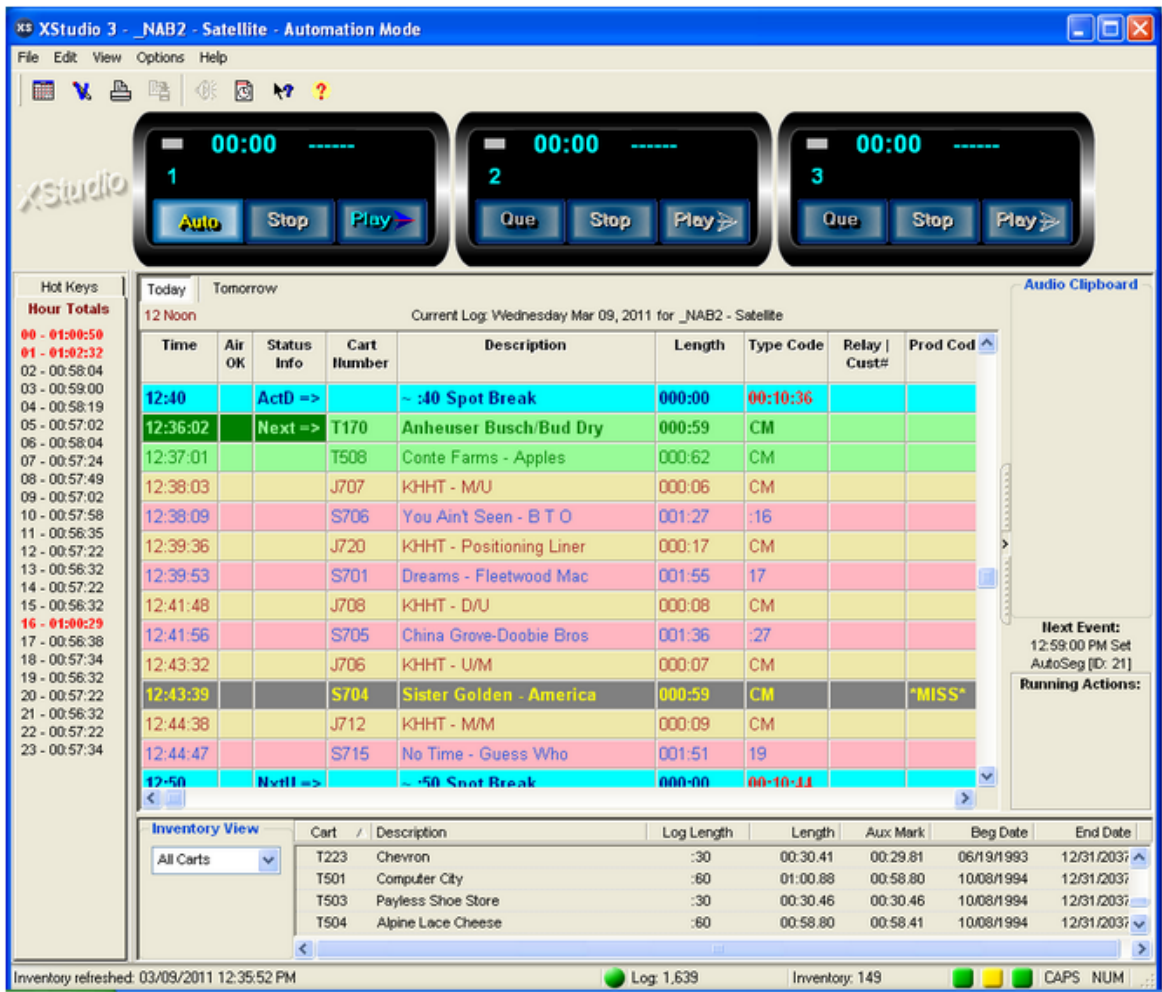 XS XStudio 3 - _NAB2 - Satellite - Automation Mode
File Edit View Options Help
XStudio
00:00 ------
1
Auto Stop Play
00:00 ------
2
Que Stop Play
00:00 ------
3
Que Stop Play
Hot Keys
Hour Totals
00 - 01:00:50
01 - 01:02:32
02 - 00:58:04
03 - 00:59:00
04 - 00:58:19
05 - 00:57:02
06 - 00:58:04
07 - 00:57:24
08 - 00:57:49
09 - 00:57:02
10 - 00:57:58
11 - 00:56:35
12 - 00:57:22
13 - 00:56:32
14 - 00:57:22
15 - 00:56:32
16 - 01:00:29
17 - 00:56:38
18 - 00:57:34
19 - 00:56:32
20 - 00:57:22
21 - 00:56:32
22 - 00:57:22
23 - 00:57:34
Today Tomorrow
12 Noon Current Log: Wednesday Mar 09, 2011 for _NAB2 - Satellite
Time Air OK Status Info Cart Number Description Length Type Code Relay | Cust# Prod Cod
12:40 ActD => ~ :40 Spot Break 000:00 00:10:36
12:36:02 Next => T170 Anheuser Busch/Bud Dry 000:59 CM
12:37:01 T508 Conte Farms - Apples 000:62 CM
12:38:03 J707 KHHT - M/U 000:06 CM
12:38:09 S706 You Ain't Seen - B T O 001:27 :16
12:39:36 J720 KHHT - Positioning Liner 000:17 CM
12:39:53 S701 Dreams - Fleetwood Mac 001:55 17
12:41:48 J708 KHHT - D/U 000:08 CM
12:41:56 S705 China Grove-Doobie Bros 001:36 :27
12:43:32 J706 KHHT - U/M 000:07 CM
12:43:39 S704 Sister Golden - America 000:59 CM *MISS*
12:44:38 J712 KHHT - M/M 000:09 CM
12:44:47 S715 No Time - Guess Who 001:51 19
12:50 NxtU => ~ :50 Spot Break 000:00 00:10:44
Audio Clipboard
Next Event:
12:59:00 PM Set
AutoSeg [ID: 21]
Running Actions:
Inventory View
All Carts
Cart / Description Log Length Length Aux Mark Beg Date End Date
T223 Chevron :30 00:30.41 00:29.81 06/19/1993 12/31/2037
T501 Computer City :60 01:00.88 00:58.80 10/08/1994 12/31/2037
T503 Payless Shoe Store :30 00:30.46 00:30.46 10/08/1994 12/31/2037
T504 Alpine Lace Cheese :60 00:58.80 00:58.41 10/08/1994 12/31/2037
Inventory refreshed: 03/09/2011 12:35:52 PM Log: 1,639 Inventory: 149 CAPS NUM